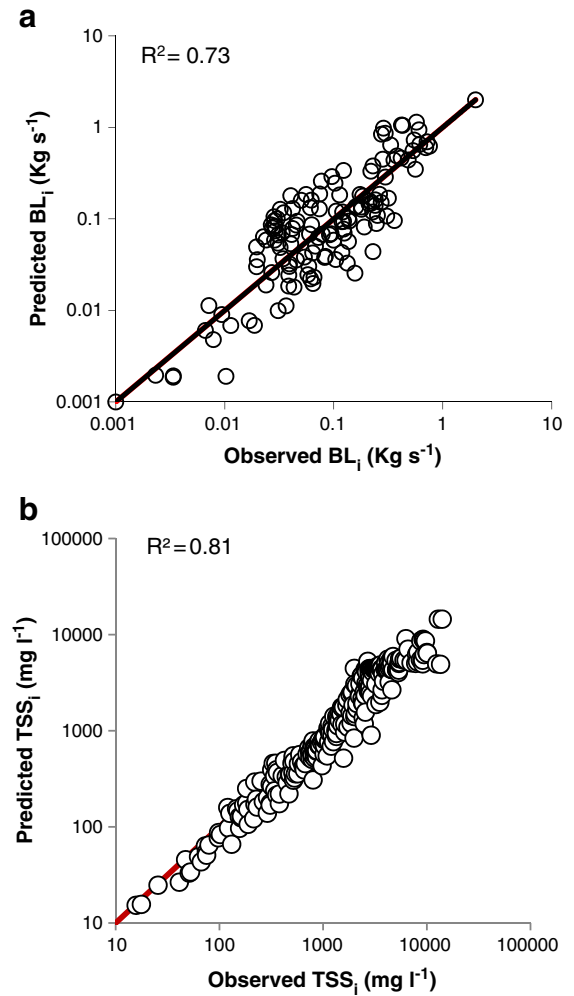 a
R²= 0.73
10
1
0.1
0.01
0.001
Predicted BLᵢ (Kg s⁻¹)
0.001 0.01 0.1 1 10
Observed BLᵢ (Kg s⁻¹)
b
R²=0.81
100000
10000
1000
100
10
Predicted TSSᵢ (mg l⁻¹)
10 100 1000 10000 100000
Observed TSSᵢ (mg l⁻¹)